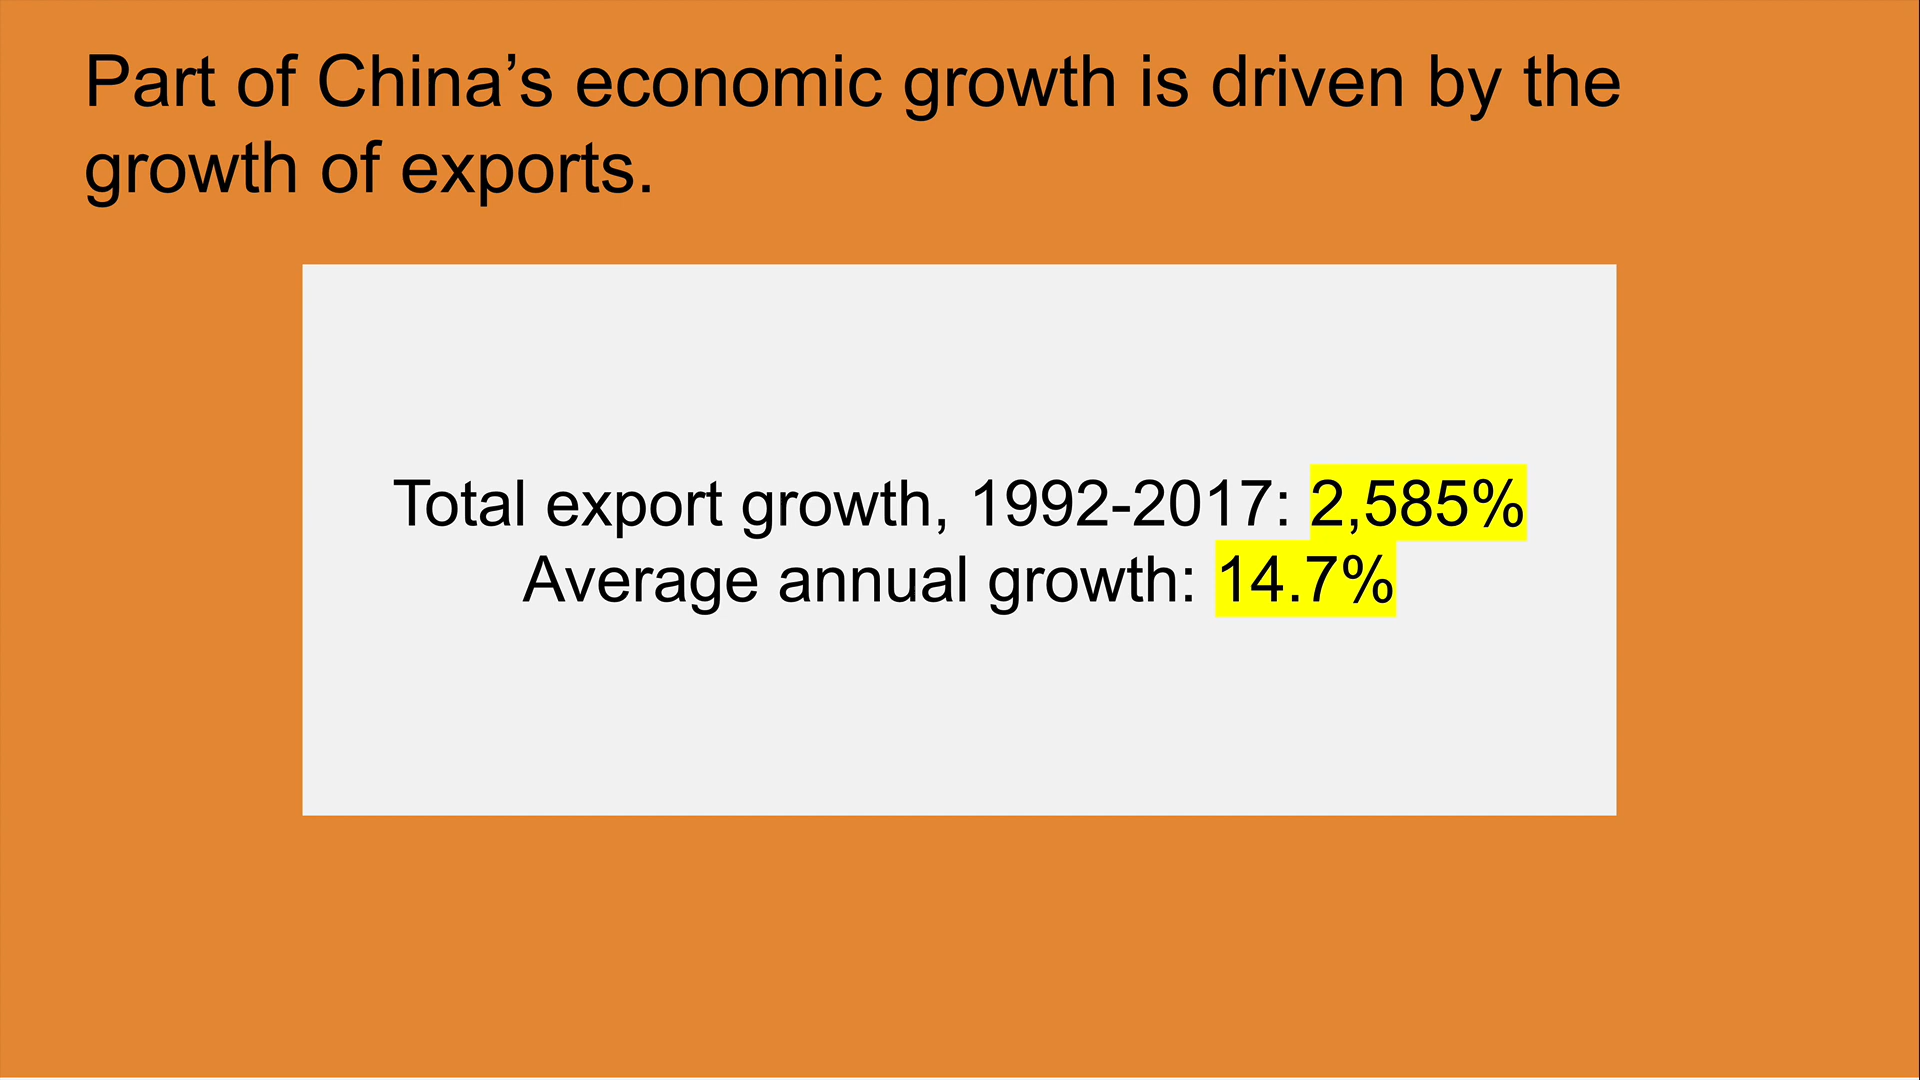 Part of China’s economic growth is driven by the
growth of exports.
Total export growth, 1992-2017: 2,585%
Average annual growth: 14.7%